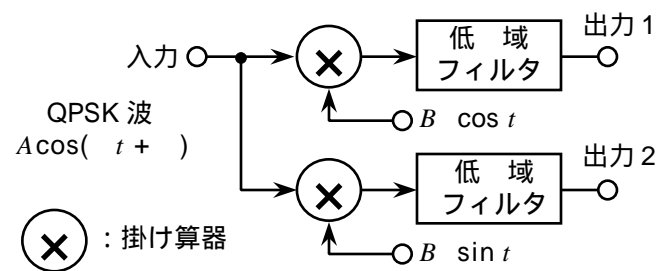 出力 1
低 域
フィルタ
入力
×
B cos t
QPSK 波
A cos( t + )
出力 2
低 域
フィルタ
×
B sin t
× : 掛け算器